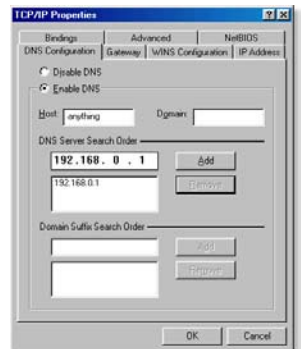 TCP/IP Properties
Bindings Advanced NetBIOS
DNS Configuration Gateway WINS Configuration IP Address
Disable DNS
Enable DNS
Host: anything Domain:
DNS Server Search Order
192.168. 0 . 1 Add
192.168.0.1 Remove
Domain Suffix Search Order
Add
Remove
OK Cancel